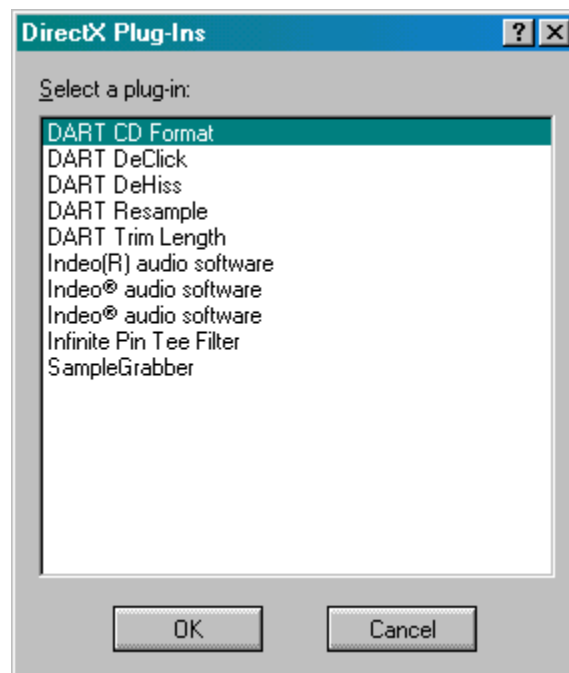 DirectX Plug-Ins
Select a plug-in:
DART CD Format
DART DeClick
DART DeHiss
DART Resample
DART Trim Length
Indeo(R) audio software
Indeo® audio software
Indeo® audio software
Infinite Pin Tee Filter
SampleGrabber
OK Cancel